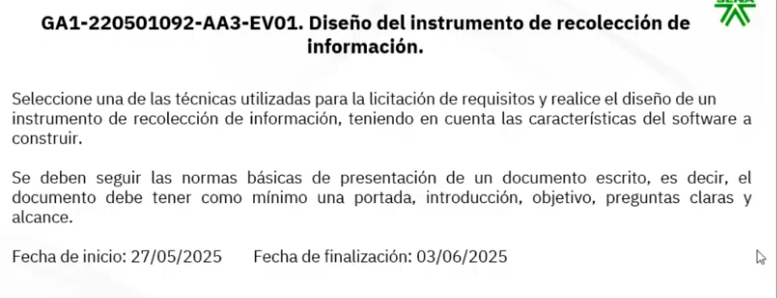 SENA
GA1-220501092-AA3-EV01. Diseño del instrumento de recolección de
información.
Seleccione una de las técnicas utilizadas para la licitación de requisitos y realice el diseño de un
instrumento de recolección de información, teniendo en cuenta las características del software a
construir.
Se deben seguir las normas básicas de presentación de un documento escrito, es decir, el
documento debe tener como mínimo una portada, introducción, objetivo, preguntas claras y
alcance.
Fecha de inicio: 27/05/2025 Fecha de finalización: 03/06/2025